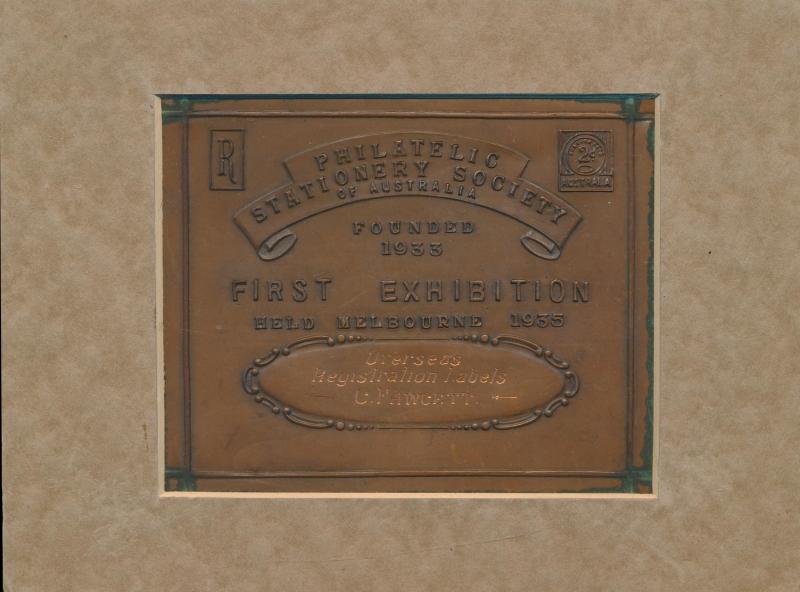 R
PHILATELIC
STATIONERY SOCIETY
OF AUSTRALIA
2d
AUSTRALIA
FOUNDED
1933
FIRST EXHIBITION
HELD MELBOURNE 1935
Overseas
Registration Labels
C. FAWCETT.